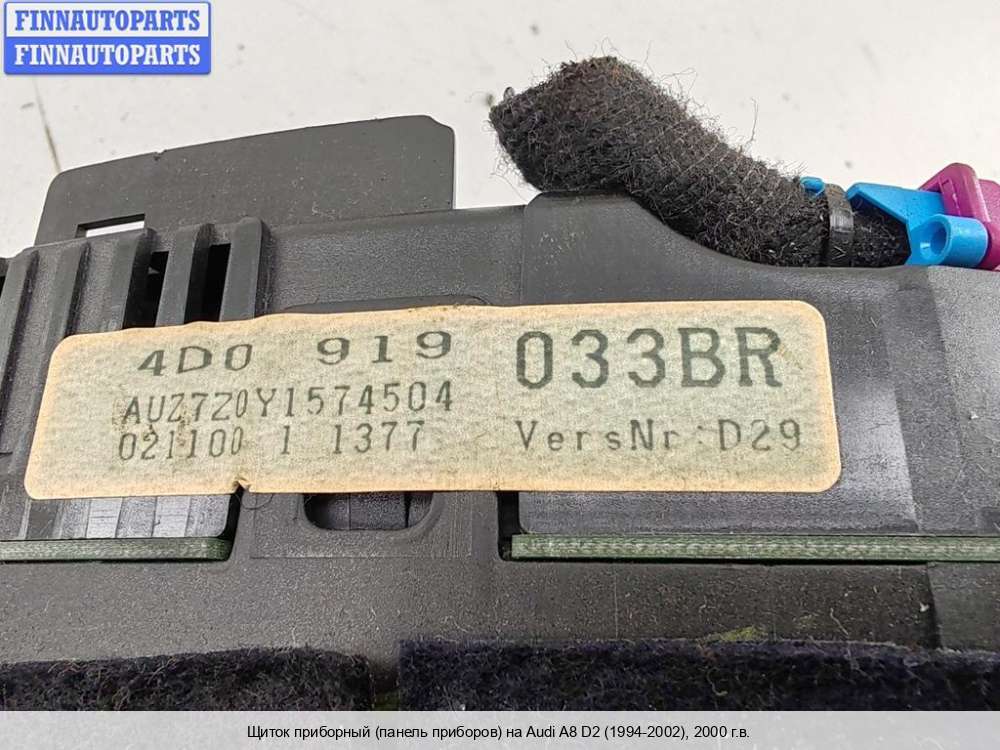 FINNAUTOPARTS
FINNAUTOPARTS
4D0 919 033BR
AUZ7Z0Y1574504
021100 1 1377 VersNr:D29
Щиток приборный (панель приборов) на Audi A8 D2 (1994-2002), 2000 г.в.